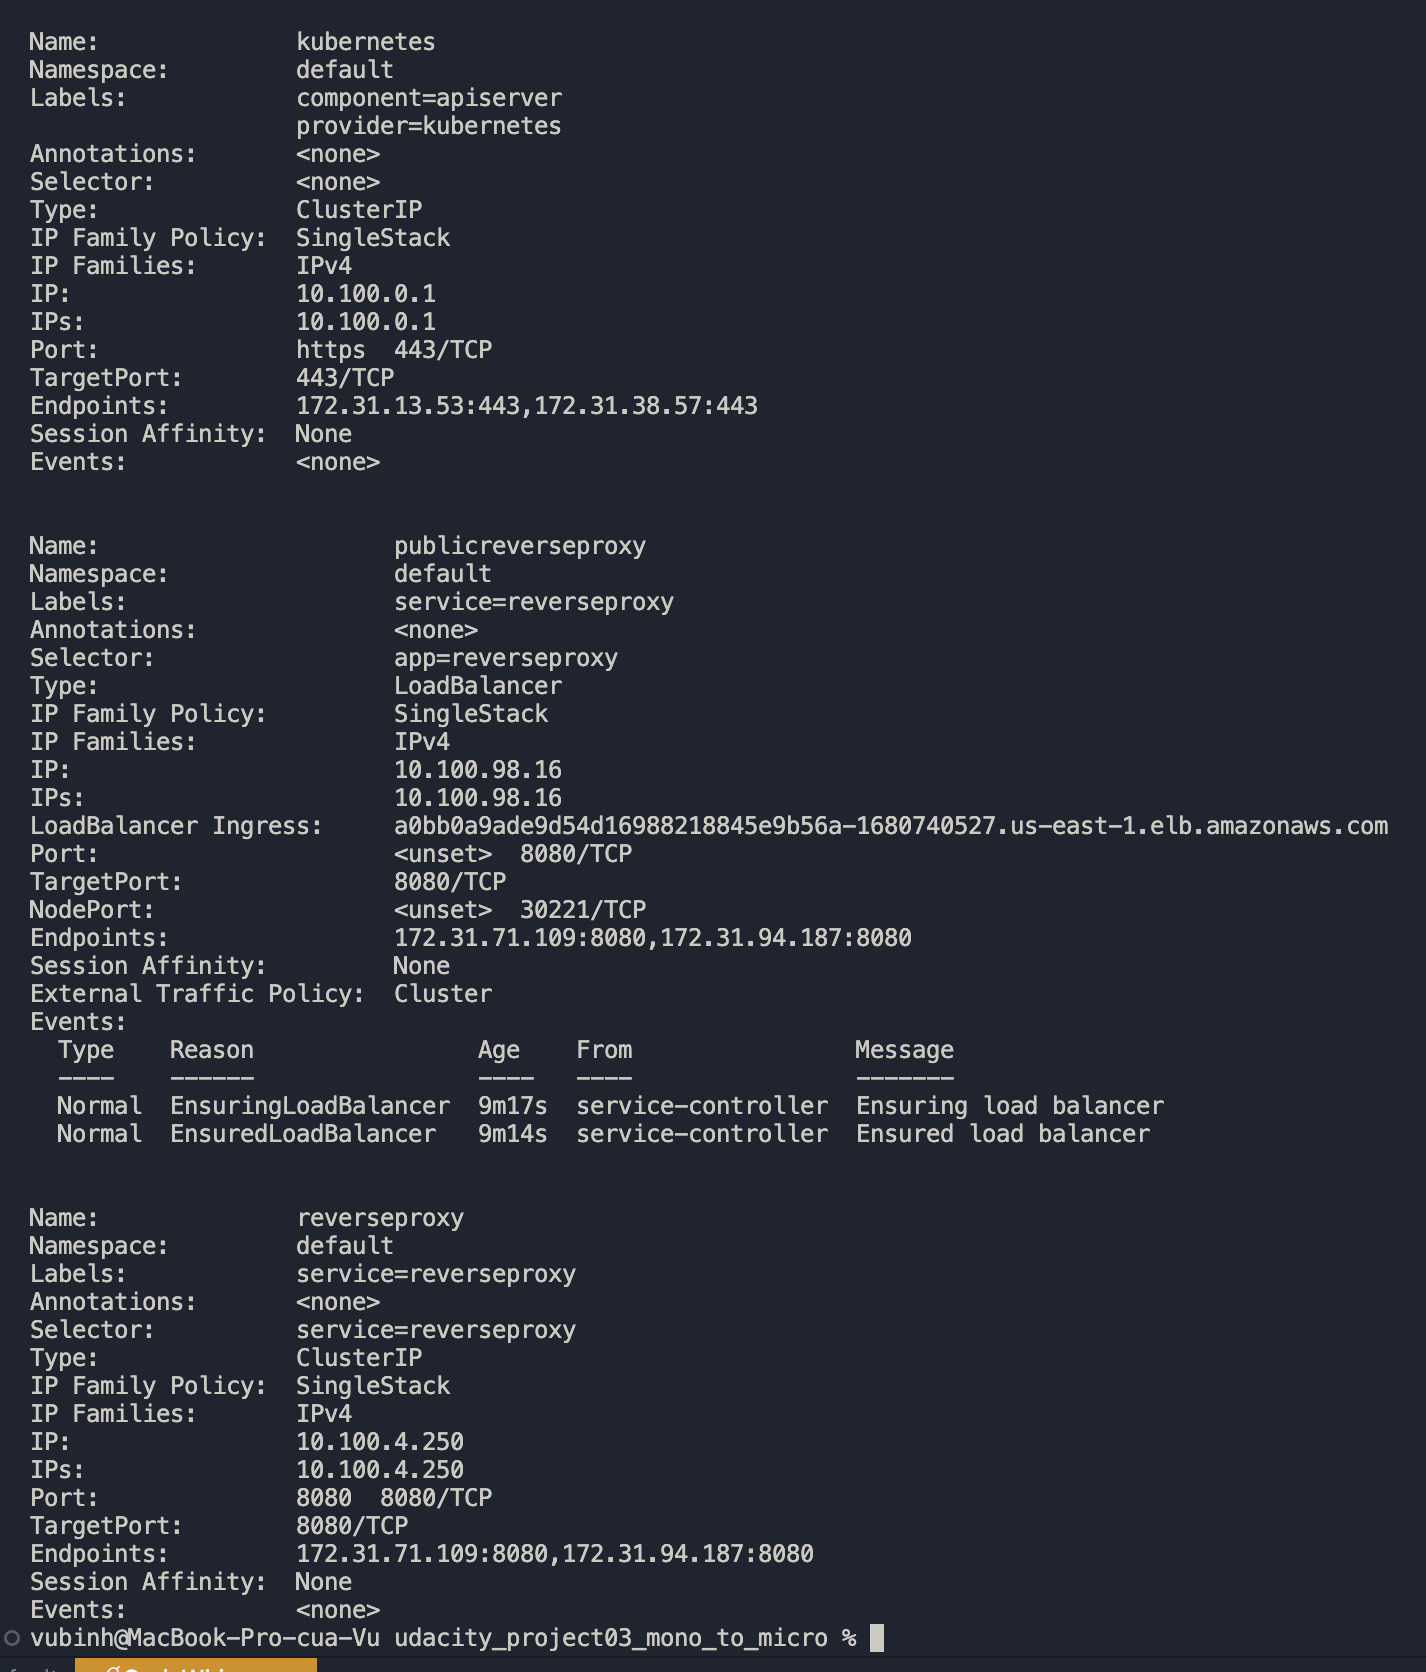 Name:              kubernetes
Namespace:         default
Labels:            component=apiserver
                   provider=kubernetes
Annotations:       <none>
Selector:          <none>
Type:              ClusterIP
IP Family Policy:  SingleStack
IP Families:       IPv4
IP:                10.100.0.1
IPs:               10.100.0.1
Port:              https  443/TCP
TargetPort:        443/TCP
Endpoints:         172.31.13.53:443,172.31.38.57:443
Session Affinity:  None
Events:            <none>
Name:                     publicreverseproxy
Namespace:                default
Labels:                   service=reverseproxy
Annotations:              <none>
Selector:                 app=reverseproxy
Type:                     LoadBalancer
IP Family Policy:         SingleStack
IP Families:              IPv4
IP:                       10.100.98.16
IPs:                      10.100.98.16
LoadBalancer Ingress:     a0bb0a9ade9d54d16988218845e9b56a-1680740527.us-east-1.elb.amazonaws.com
Port:                     <unset>  8080/TCP
TargetPort:               8080/TCP
NodePort:                 <unset>  30221/TCP
Endpoints:                172.31.71.109:8080,172.31.94.187:8080
Session Affinity:         None
External Traffic Policy:  Cluster
Events:
  Type    Reason                Age    From                Message
  ----    ------                ----   ----                -------
  Normal  EnsuringLoadBalancer  9m17s  service-controller  Ensuring load balancer
  Normal  EnsuredLoadBalancer   9m14s  service-controller  Ensured load balancer
Name:              reverseproxy
Namespace:         default
Labels:            service=reverseproxy
Annotations:       <none>
Selector:          service=reverseproxy
Type:              ClusterIP
IP Family Policy:  SingleStack
IP Families:       IPv4
IP:                10.100.4.250
IPs:               10.100.4.250
Port:              8080  8080/TCP
TargetPort:        8080/TCP
Endpoints:         172.31.71.109:8080,172.31.94.187:8080
Session Affinity:  None
Events:            <none>
vubinh@MacBook-Pro-cua-Vu udacity_project03_mono_to_micro %